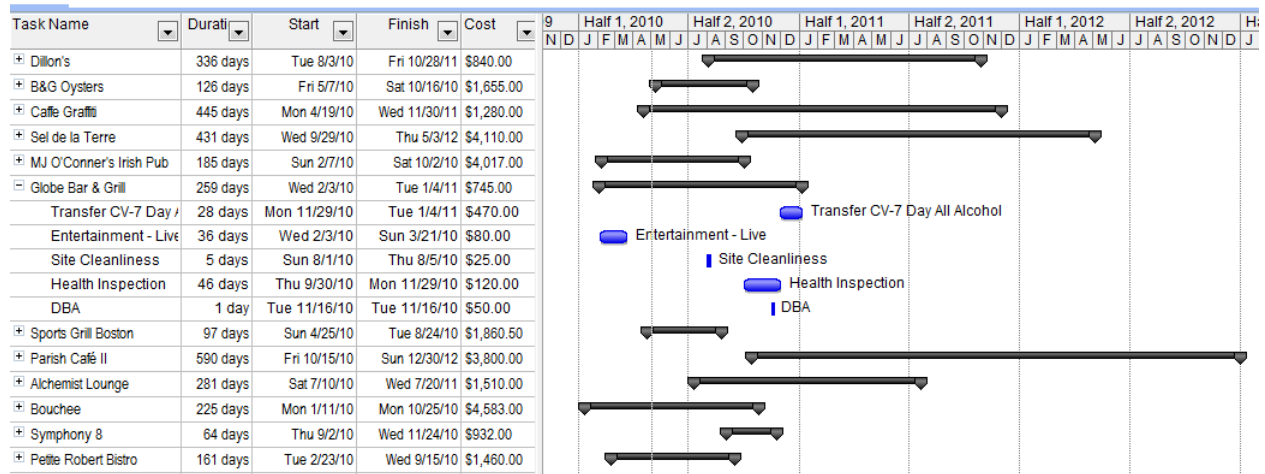 Task Name Durati Start Finish Cost 9 Half 1, 2010 Half 2, 2010 Half 1, 2011 Half 2, 2011 Half 1, 2012 Half 2, 2012 Ha
N D J F M A M J J A S O N D J F M A M J J A S O N D J F M A M J J A S O N D J
Dillon's 336 days Tue 8/3/10 Fri 10/28/11 $840.00
B&G Oysters 126 days Fri 5/7/10 Sat 10/16/10 $1,655.00
Caffe Graffiti 445 days Mon 4/19/10 Wed 11/30/11 $1,280.00
Sel de la Terre 431 days Wed 9/29/10 Thu 5/3/12 $4,110.00
MJ O'Conner's Irish Pub 185 days Sun 2/7/10 Sat 10/2/10 $4,017.00
Globe Bar & Grill 259 days Wed 2/3/10 Tue 1/4/11 $745.00
Transfer CV-7 Day 28 days Mon 11/29/10 Tue 1/4/11 $470.00 Transfer CV-7 Day All Alcohol
Entertainment - Live 36 days Wed 2/3/10 Sun 3/21/10 $80.00 Entertainment - Live
Site Cleanliness 5 days Sun 8/1/10 Thu 8/5/10 $25.00 Site Cleanliness
Health Inspection 46 days Thu 9/30/10 Mon 11/29/10 $120.00 Health Inspection
DBA 1 day Tue 11/16/10 Tue 11/16/10 $50.00 DBA
Sports Grill Boston 97 days Sun 4/25/10 Tue 8/24/10 $1,860.50
Parish Café II 590 days Fri 10/15/10 Sun 12/30/12 $3,800.00
Alchemist Lounge 281 days Sat 7/10/10 Wed 7/20/11 $1,510.00
Bouchee 225 days Mon 1/11/10 Mon 10/25/10 $4,583.00
Symphony 8 64 days Thu 9/2/10 Wed 11/24/10 $932.00
Petite Robert Bistro 161 days Tue 2/23/10 Wed 9/15/10 $1,460.00